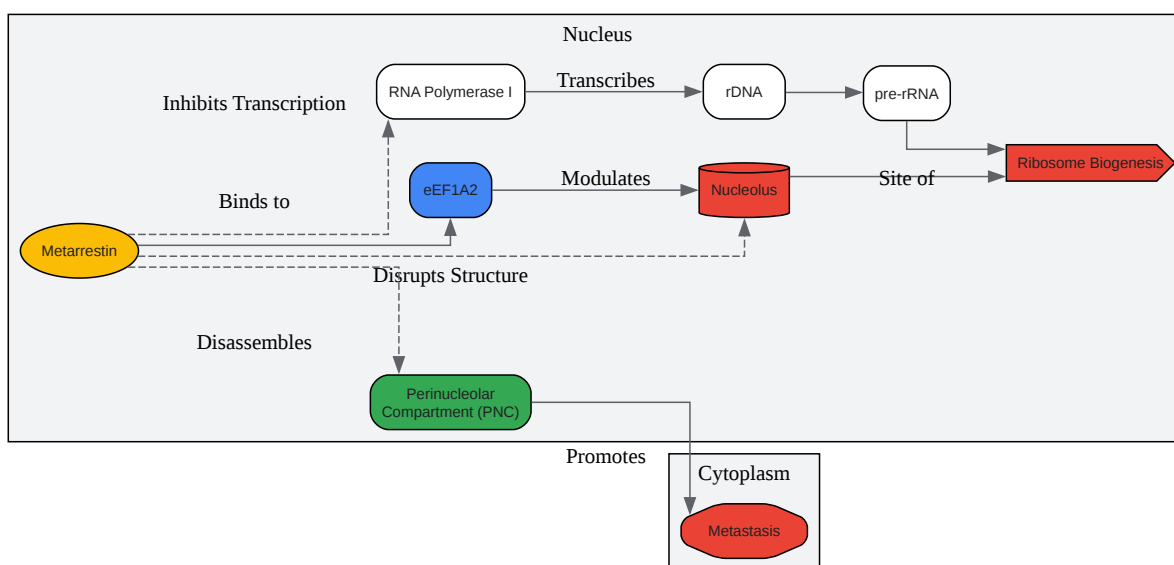 Nucleus
RNA Polymerase I
Transcribes
rDNA
pre-rRNA
Inhibits Transcription
Ribosome Biogenesis
eEF1A2
Modulates
Nucleolus
Site of
Binds to
Metarrestin
Disrupts Structure
Disassembles
Perinucleolar
Compartment (PNC)
Promotes
Cytoplasm
Metastasis